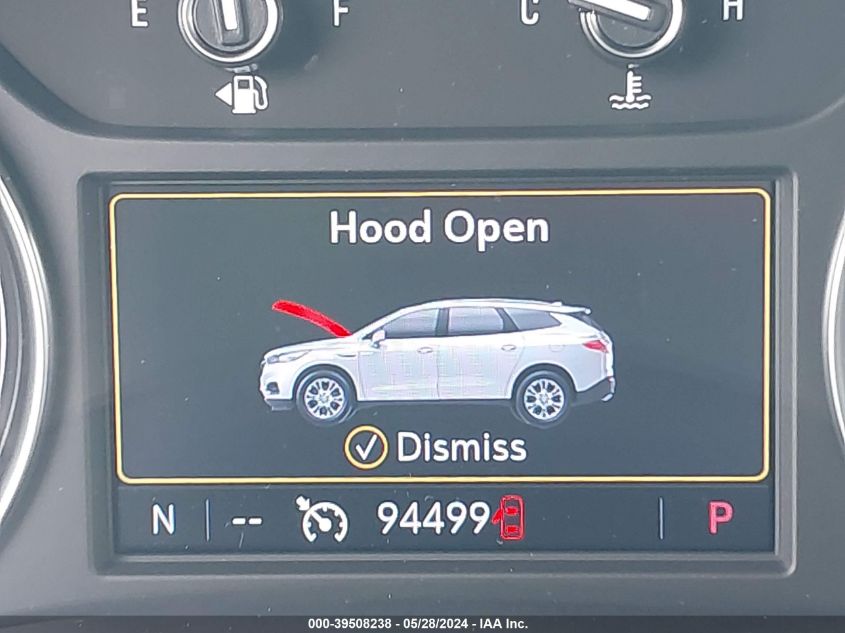 E F C H
Hood Open
Dismiss
N -- 94499 P
000-39508238 - 05/28/2024 - IAA Inc.